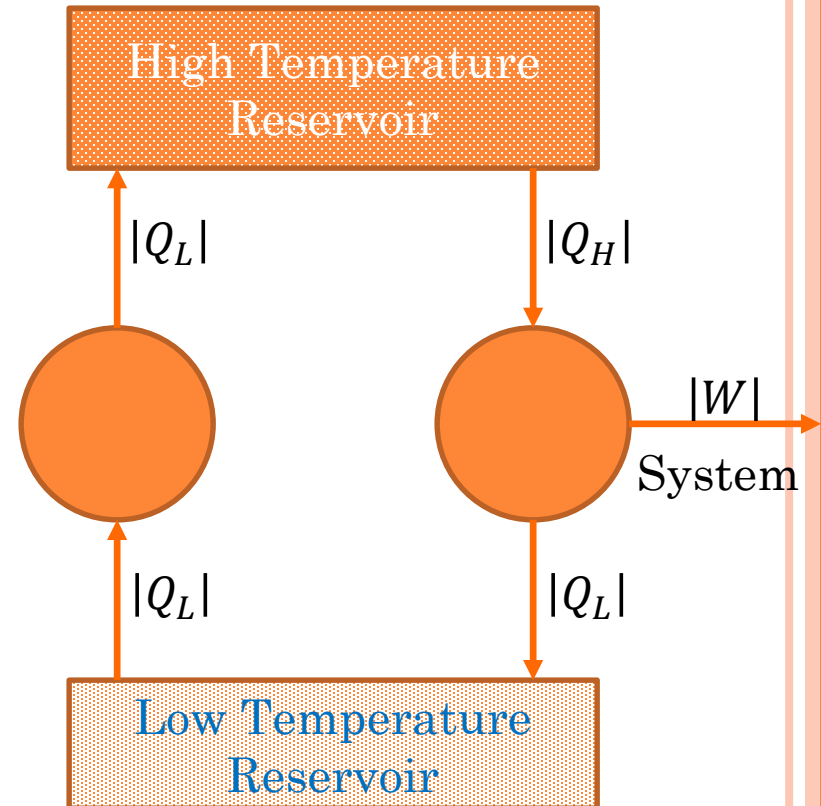 High Temperature
Reservoir
|Q_L|
|Q_H|
|W|
System
|Q_L|
|Q_L|
Low Temperature
Reservoir